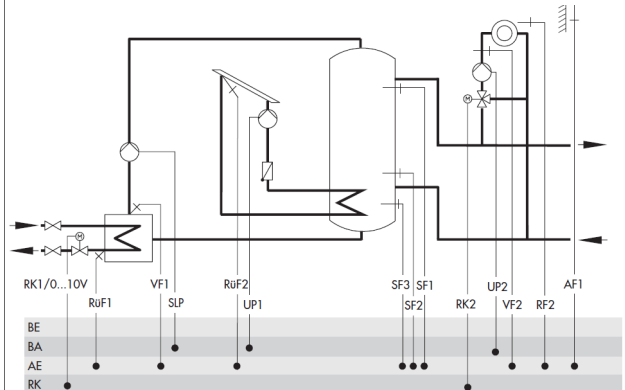 M
M
RK1/0...10V
VF1
RüF2
SF3
SF1
UP2
RF2
AF1
RüF1
SLP
UP1
SF2
RK2
VF2
BE
BA
AE
RK